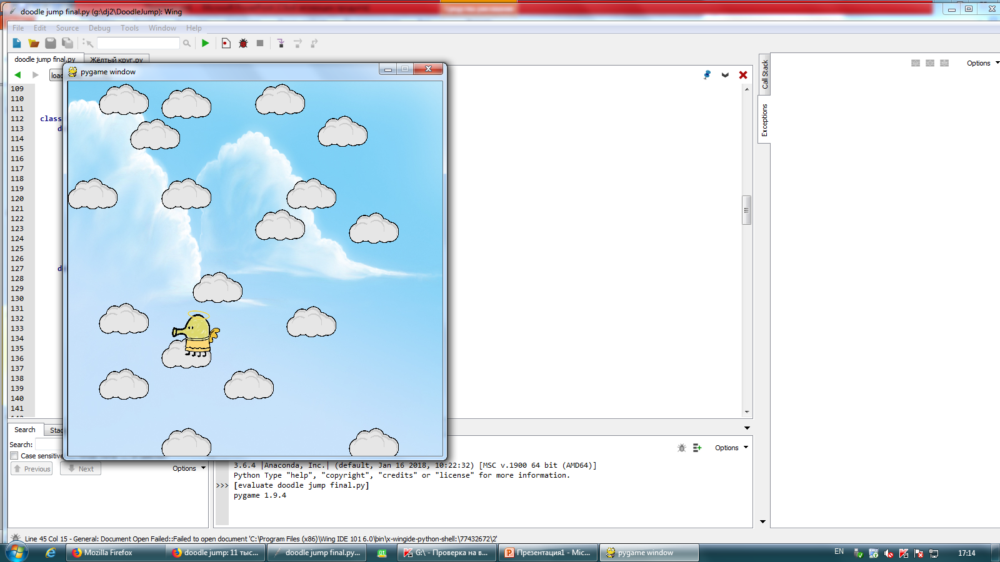 doodle jump final.py (g:\dj2\DoodleJump): Wing
File Edit Source Debug Tools Window Help
doodle jump final.py Жёлтый круг.py
pygame window
109
110
111
112 class
113
114
115
116
117
118
119
120
121
122
123
124
125
126
127
128
129
130
131
132
133
134
135
136
137
138
139
140
141
Call Stack
Exceptions
Options
Search
Search:
Case sensitive
Previous Next Options
Options
3.6.4 |Anaconda, Inc.| (default, Jan 16 2018, 10:22:32) [MSC v.1900 64 bit (AMD64)]
Python Type "help", "copyright", "credits" or "license" for more information.
>>> [evaluate doodle jump final.py]
pygame 1.9.4
Line 45 Col 15 - General: Document Open Failed::Failed to open document 'C:\Program Files (x86)\Wing IDE 101 6.0\bin\x-wingide-python-shell:\77432672\2'
Mozilla Firefox doodle jump: 11 тыс... doodle jump final.py... Qt G:\ - Проверка на в... Презентация1 - Mic... pygame window EN 17:14